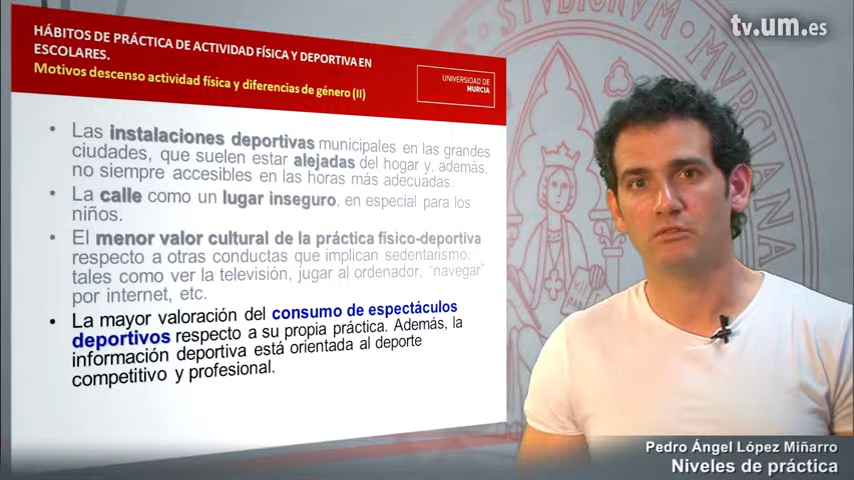 tv.um.es
HÁBITOS DE PRÁCTICA DE ACTIVIDAD FÍSICA Y DEPORTIVA EN
ESCOLARES.
Motivos descenso actividad física y diferencias de género (II)
UNIVERSIDAD DE
MURCIA
• Las instalaciones deportivas municipales en las grandes
ciudades, que suelen estar alejadas del hogar y, además,
no siempre accesibles en las horas más adecuadas.
• La calle como un lugar inseguro, en especial para los
niños.
• El menor valor cultural de la práctica físico-deportiva
respecto a otras conductas que implican sedentarismo,
tales como ver la televisión, jugar al ordenador, "navegar"
por internet, etc.
• La mayor valoración del consumo de espectáculos
deportivos respecto a su propia práctica. Además, la
información deportiva está orientada al deporte
competitivo y profesional.
MVRCIANA
Pedro Ángel López Miñarro
Niveles de práctica